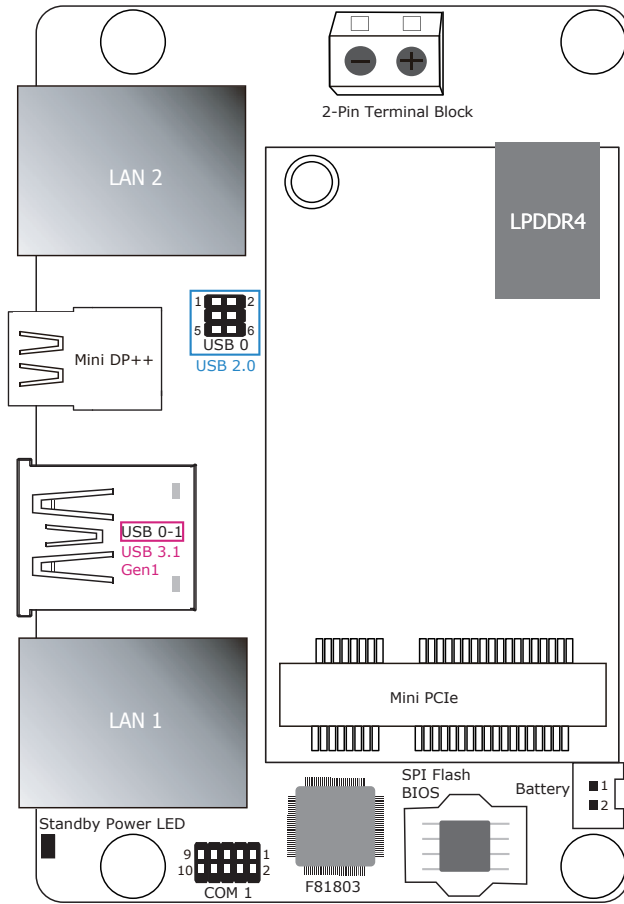 2-Pin Terminal Block
LAN 2
LPDDR4
1 2
5 6
USB 0
USB 2.0
Mini DP++
USB 0-1
USB 3.1
Gen1
Mini PCIe
LAN 1
SPI Flash
BIOS
Battery
1
2
Standby Power LED
9 1
10 2
COM 1
F81803